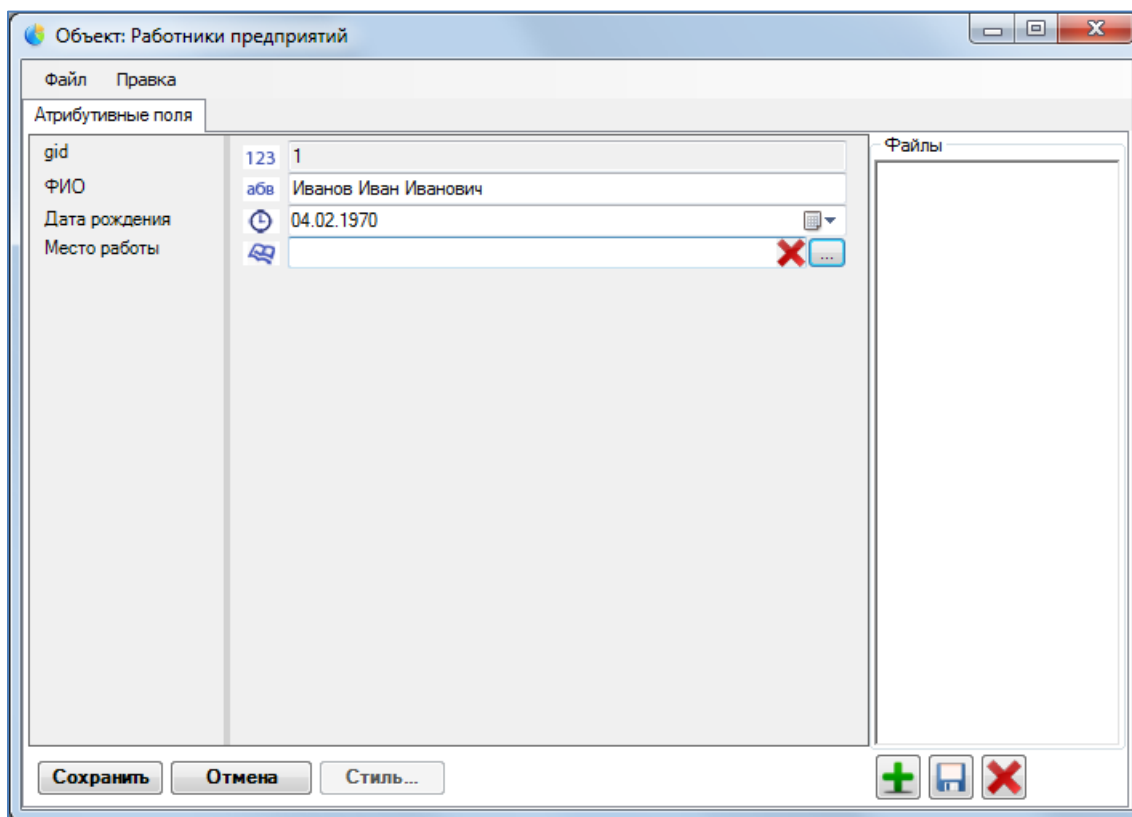 Объект: Работники предприятий
Файл Правка
Атрибутивные поля
gid 123 1
ФИО абв Иванов Иван Иванович
Дата рождения 04.02.1970
Место работы ...
Файлы
Сохранить Отмена Стиль...